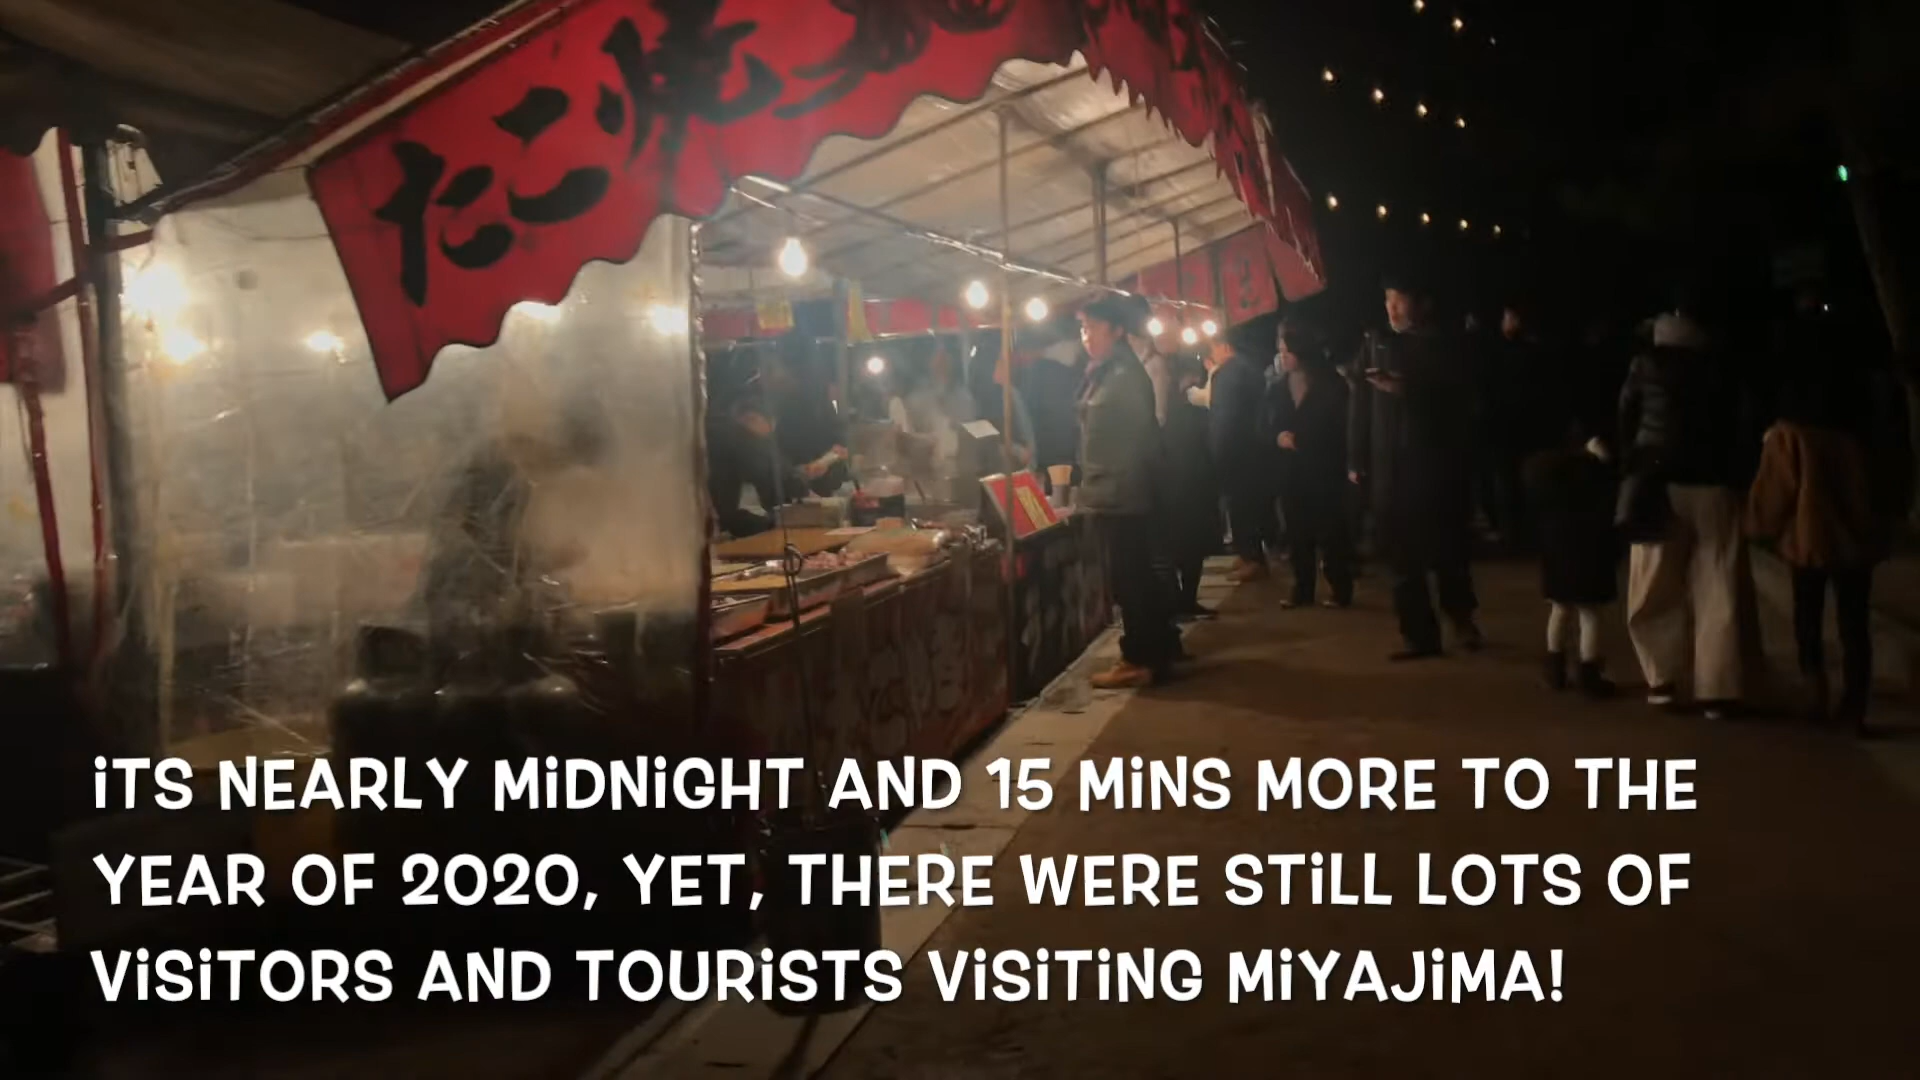 たこ焼
iTS NEARLY MiDNiGHT AND 15 MiNS MORE TO THE
YEAR OF 2020, YET, THERE WERE STiLL LOTS OF
ViSiTORS AND TOURiSTS ViSiTiNG MiYAJiMA!